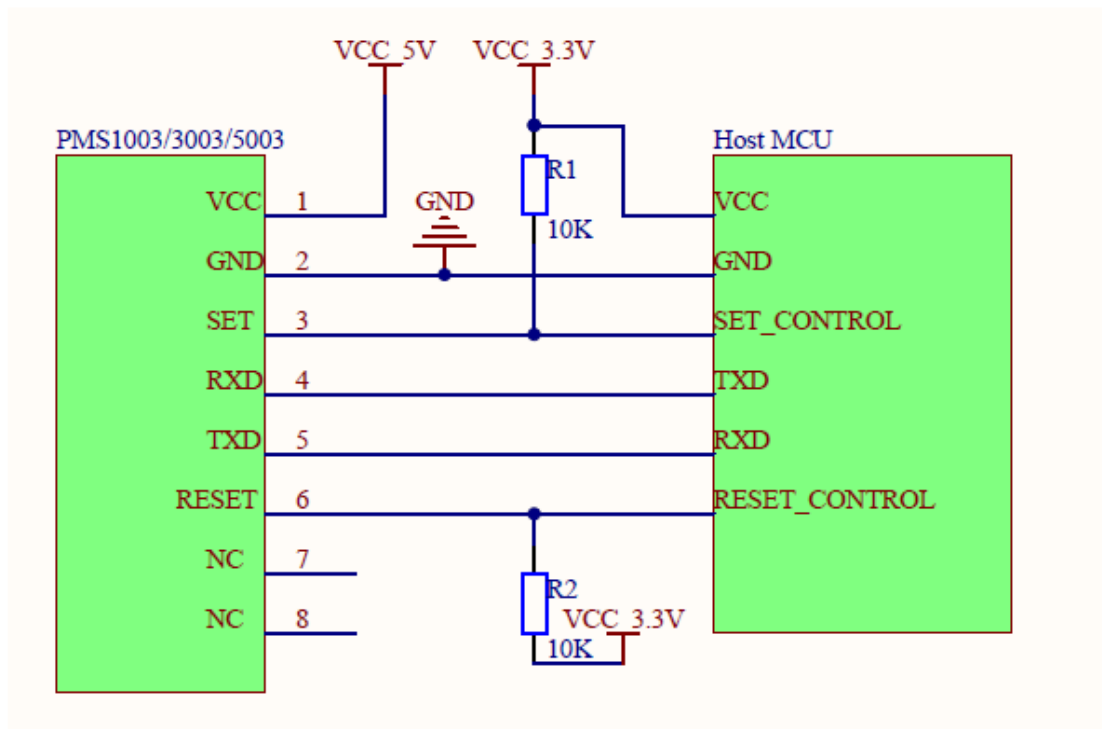 VCC_5V VCC_3.3V
PMS1003/3003/5003 Host MCU
R1
VCC 1 GND VCC
10K
GND 2 GND
SET 3 SET_CONTROL
RXD 4 TXD
TXD 5 RXD
RESET 6 RESET_CONTROL
NC 7
R2
NC 8 VCC_3.3V
10K